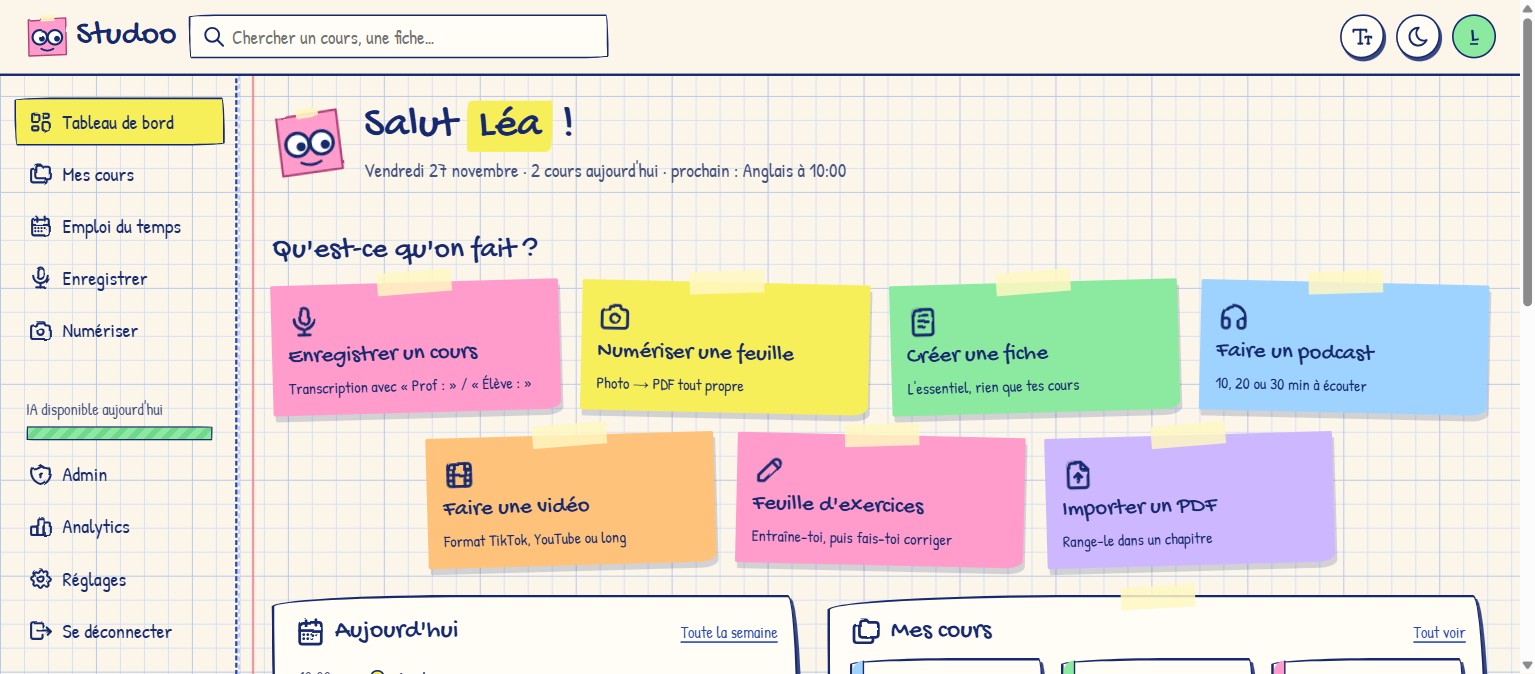 Studoo
Chercher un cours, une fiche...
Tт
L
Tableau de bord
Mes cours
Emploi du temps
Enregistrer
Numériser
IA disponible aujourd'hui
Admin
Analytics
Réglages
Se déconnecter
Salut Léa !
Vendredi 27 novembre · 2 cours aujourd'hui · prochain : Anglais à 10:00
Qu'est-ce qu'on fait ?
Enregistrer un cours
Transcription avec « Prof : » / « Élève : »
Numériser une feuille
Photo → PDF tout propre
Créer une fiche
L'essentiel, rien que tes cours
Faire un podcast
10, 20 ou 30 min à écouter
Faire une vidéo
Format TikTok, YouTube ou long
Feuille d'exercices
Entraîne-toi, puis fais-toi corriger
Importer un PDF
Range-le dans un chapitre
Aujourd'hui
Toute la semaine
Mes cours
Tout voir